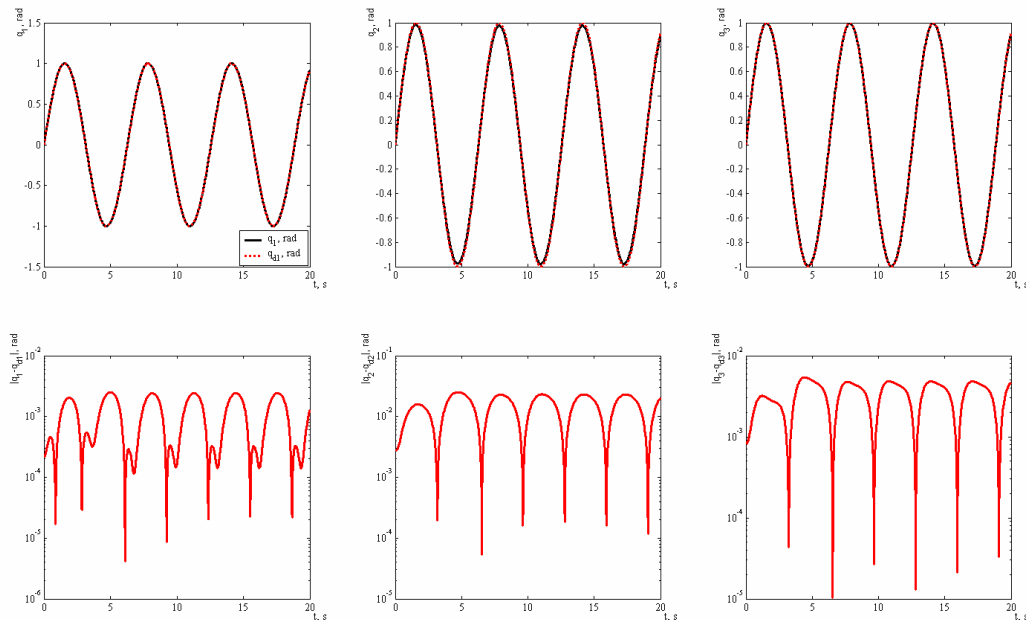 q1, rad
1.5
1
0.5
0
-0.5
-1
-1.5
0 5 10 15 20
t, s
q1, rad
qd1, rad
q2, rad
1
0.8
0.6
0.4
0.2
0
-0.2
-0.4
-0.6
-0.8
-1
0 5 10 15 20
t, s
q3, rad
1
0.8
0.6
0.4
0.2
0
-0.2
-0.4
-0.6
-0.8
-1
0 5 10 15 20
t, s
|q1-qd1|, rad
10-2
10-3
10-4
10-5
10-6
0 5 10 15 20
t, s
|q2-qd2|, rad
10-1
10-2
10-3
10-4
10-5
0 5 10 15 20
t, s
|q3-qd3|, rad
10-2
10-3
10-4
10-5
0 5 10 15 20
t, s